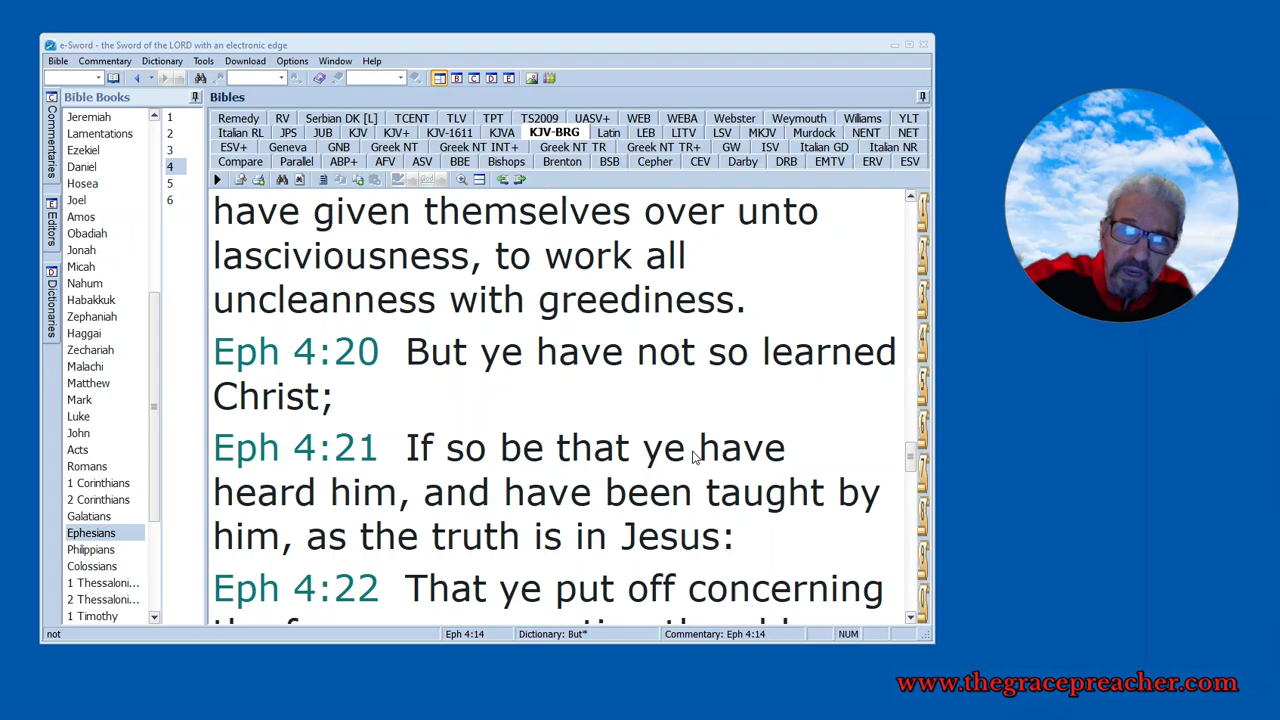 e-Sword - the Sword of the LORD with an electronic edge
Bible Commentary Dictionary Tools Download Options Window Help
B C D E
Commentaries
Editors
Dictionaries
Bible Books
Jeremiah
Lamentations
Ezekiel
Daniel
Hosea
Joel
Amos
Obadiah
Jonah
Micah
Nahum
Habakkuk
Zephaniah
Haggai
Zechariah
Malachi
Matthew
Mark
Luke
John
Acts
Romans
1 Corinthians
2 Corinthians
Galatians
Ephesians
Philippians
Colossians
1 Thessaloni...
2 Thessaloni...
1 Timothy
1
2
3
4
5
6
Bibles
Remedy RV Serbian DK [L] TCENT TLV TPT TS2009 UASV+ WEB WEBA Webster Weymouth Wiliams YLT
Italian RL JPS JUB KJV KJV+ KJV-1611 KJVA KJV-BRG Latin LEB LITV LSV MKJV Murdock NENT NET
ESV+ Geneva GNB Greek NT Greek NT INT+ Greek NT TR Greek NT TR+ GW ISV Italian GD Italian NR
Compare Parallel ABP+ AFV ASV BBE Bishops Brenton BSB Cepher CEV Darby DRB EMTV ERV ESV
have given themselves over unto
lasciviousness, to work all
uncleanness with greediness.
Eph 4:20 But ye have not so learned
Christ;
Eph 4:21 If so be that ye have
heard him, and have been taught by
him, as the truth is in Jesus:
Eph 4:22 That ye put off concerning
not Eph 4:14 Dictionary: But* Commentary: Eph 4:14 NUM
www.thegracepreacher.com